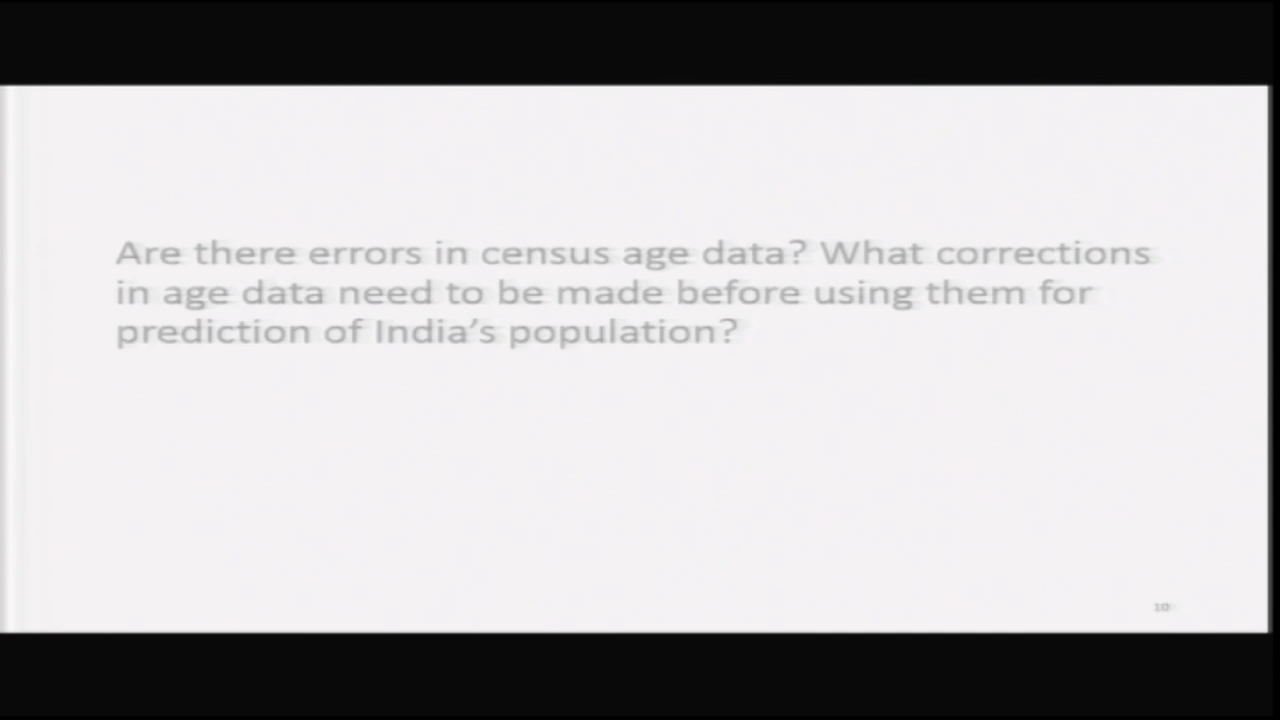 Are there errors in census age data? What corrections
in age data need to be made before using them for
prediction of India's population?
10